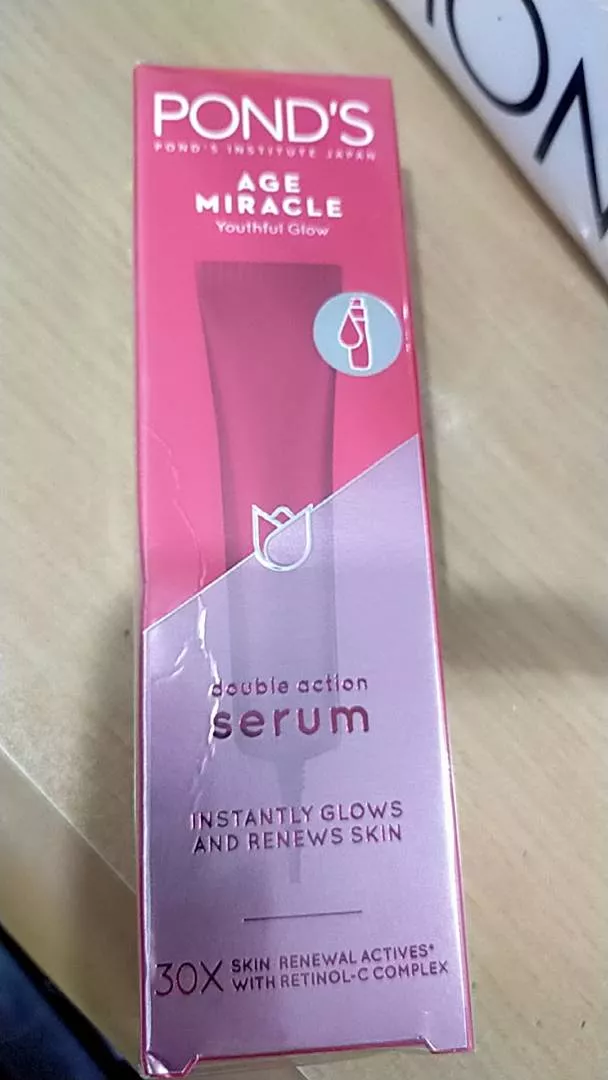 POND'S
POND'S INSTITUTE JAPAN
AGE
MIRACLE
Youthful Glow
double action
serum
INSTANTLY GLOWS
AND RENEWS SKIN
30X SKIN RENEWAL ACTIVES*
WITH RETINOL-C COMPLEX